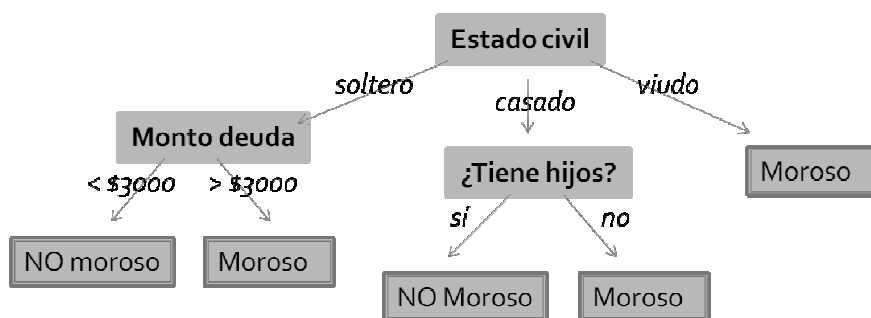 Estado civil
soltero
casado
viudo
Monto deuda
¿Tiene hijos?
Moroso
< $3000
> $3000
sí
no
NO moroso
Moroso
NO Moroso
Moroso